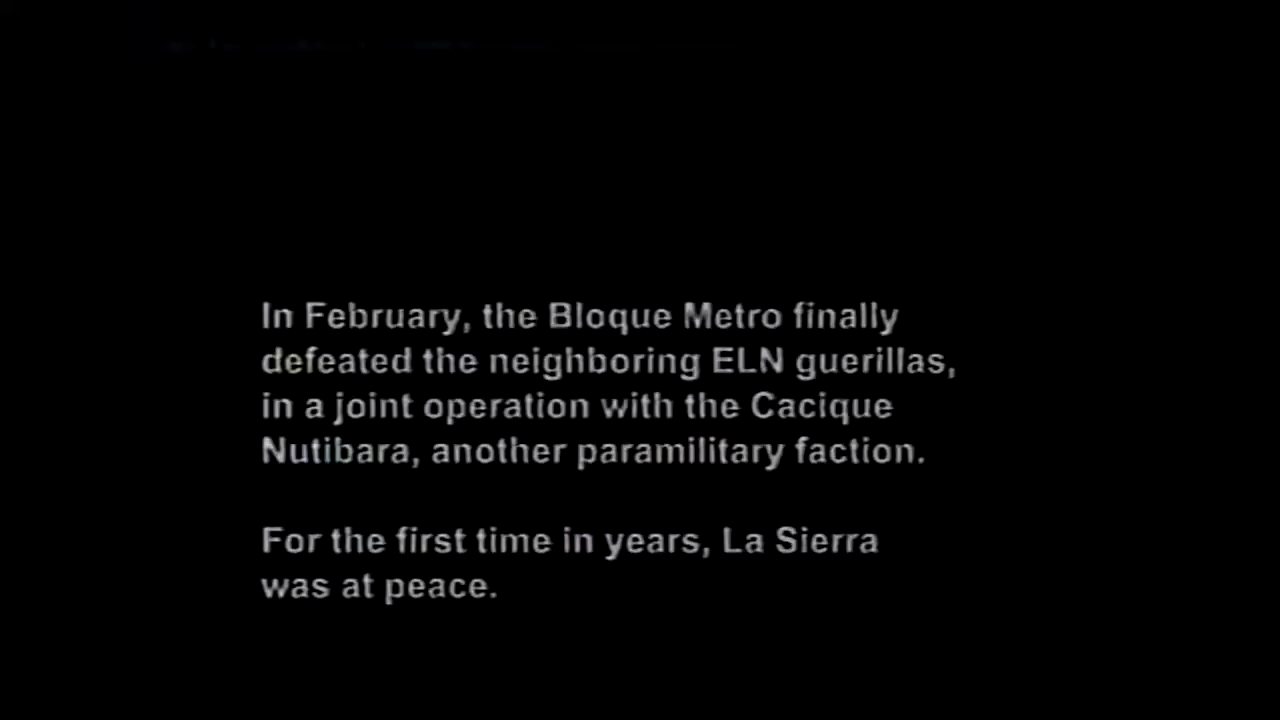 In February, the Bloque Metro finally
defeated the neighboring ELN guerillas,
in a joint operation with the Cacique
Nutibara, another paramilitary faction.
For the first time in years, La Sierra
was at peace.